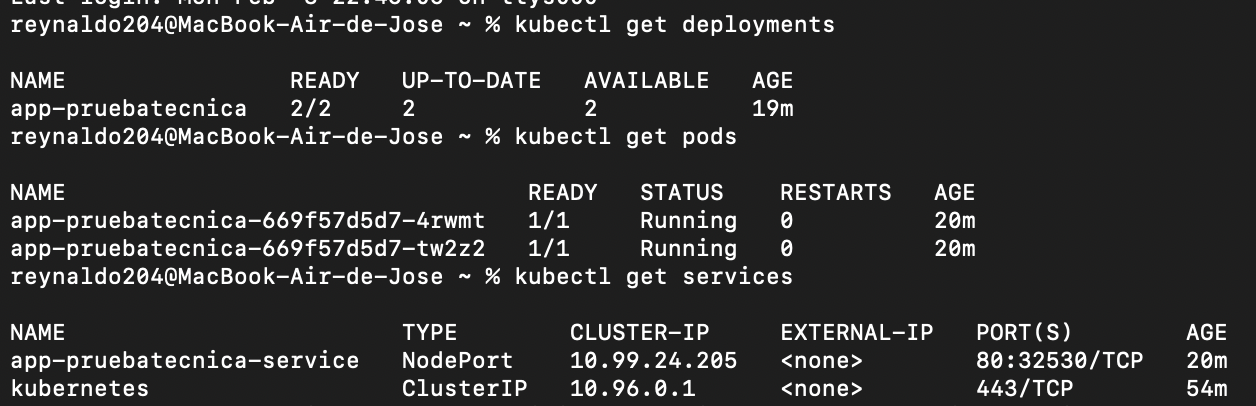 Last login: Mon Feb
reynaldo204@MacBook-Air-de-Jose ~ % kubectl get deployments
NAME READY UP-TO-DATE AVAILABLE AGE
app-pruebatecnica 2/2 2 2 19m
reynaldo204@MacBook-Air-de-Jose ~ % kubectl get pods
NAME READY STATUS RESTARTS AGE
app-pruebatecnica-669f57d5d7-4rwmt 1/1 Running 0 20m
app-pruebatecnica-669f57d5d7-tw2z2 1/1 Running 0 20m
reynaldo204@MacBook-Air-de-Jose ~ % kubectl get services
NAME TYPE CLUSTER-IP EXTERNAL-IP PORT(S) AGE
app-pruebatecnica-service NodePort 10.99.24.205 <none> 80:32530/TCP 20m
kubernetes ClusterIP 10.96.0.1 <none> 443/TCP 54m